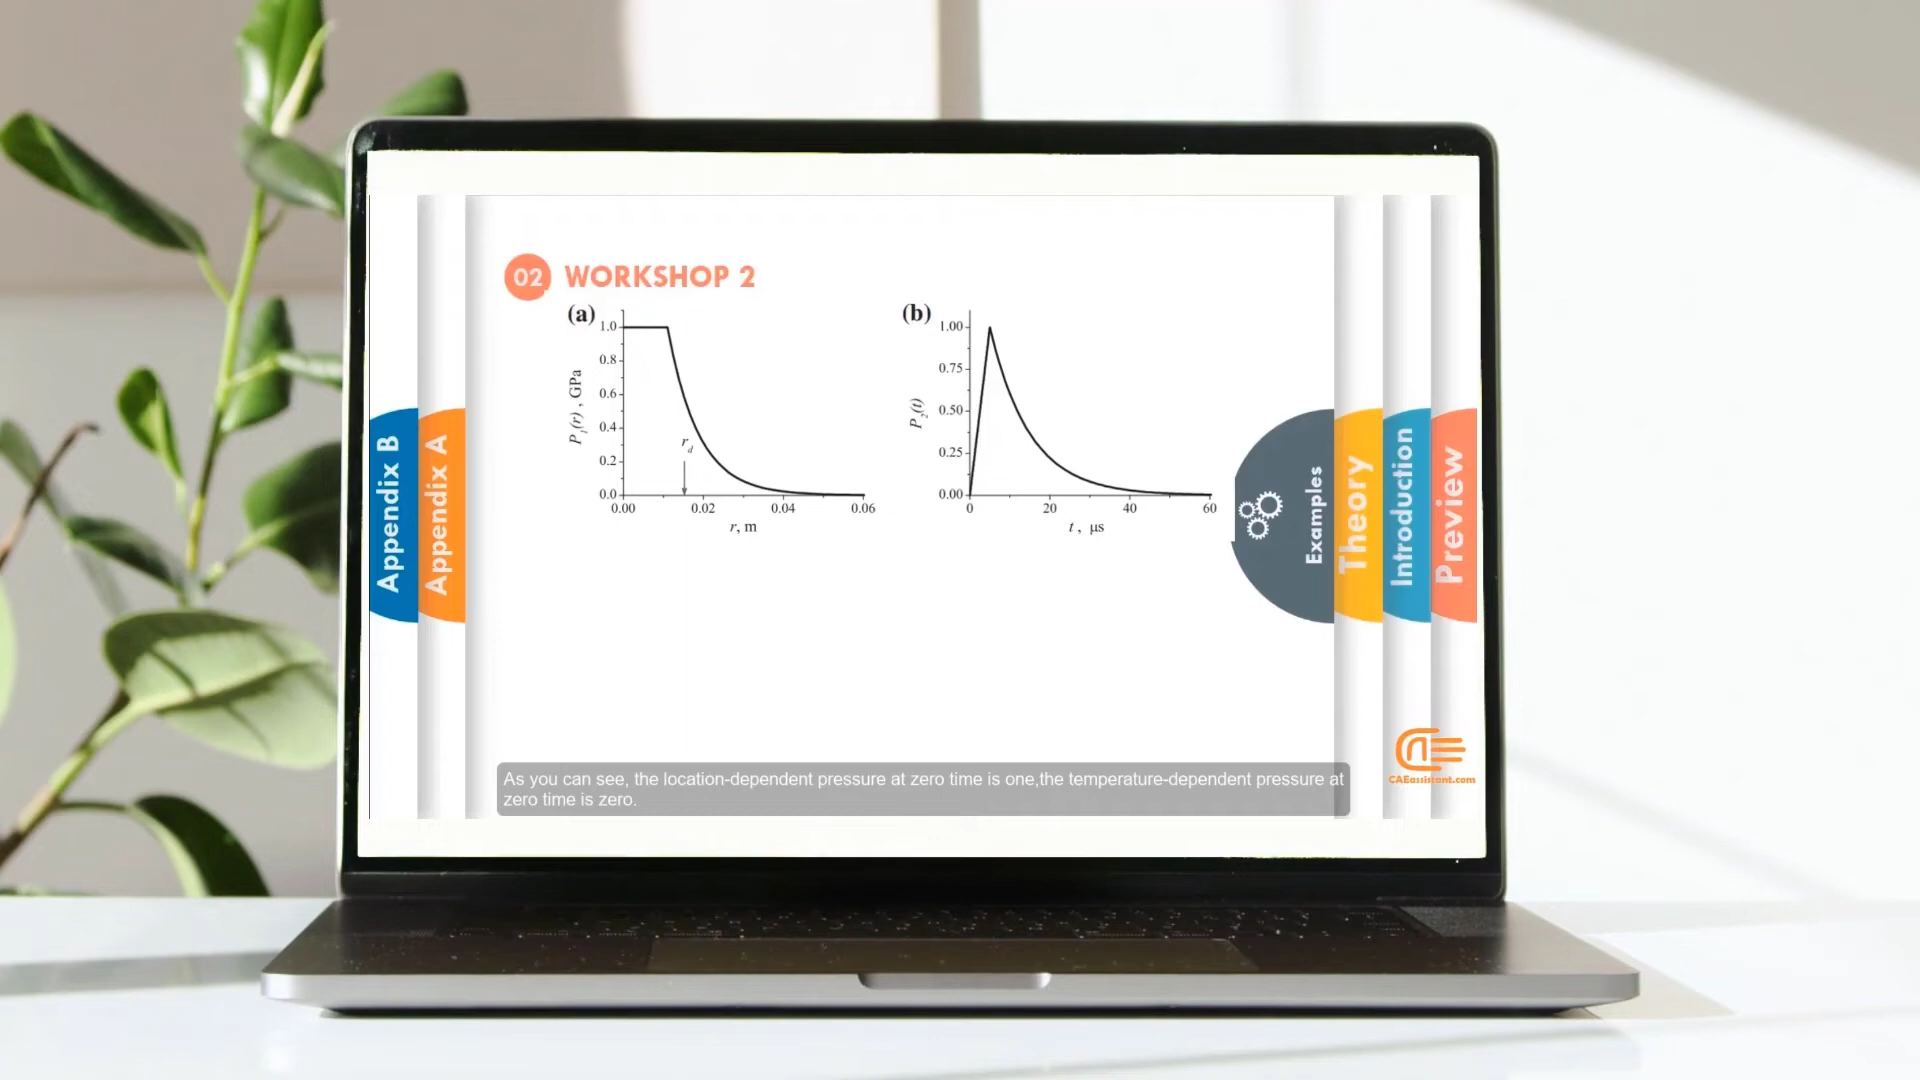 02 WORKSHOP 2
(a)
P₁(r) , GPa
1.0
0.8
0.6
0.4
0.2
0.0
r_d
0.00 0.02 0.04 0.06
r, m
(b)
P₂(t)
1.00
0.75
0.50
0.25
0.00
0 20 40 60
t , μs
Appendix B
Appendix A
Examples
Theory
Introduction
Preview
CAEassistant.com
As you can see, the location-dependent pressure at zero time is one,the temperature-dependent pressure at
zero time is zero.